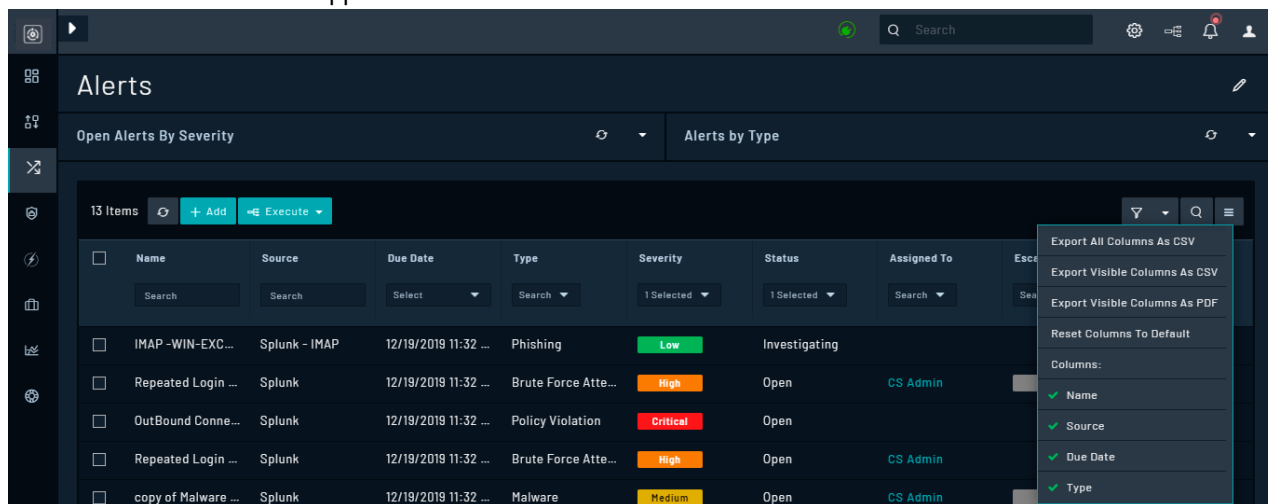 Search
Alerts
Open Alerts By Severity
Alerts by Type
13 Items
+ Add
Execute
Export All Columns As CSV
Export Visible Columns As CSV
Export Visible Columns As PDF
Reset Columns To Default
Columns:
Name
Source
Due Date
Type
Name Source Due Date Type Severity Status Assigned To Esca
Search Search Select Search 1 Selected 1 Selected Search Sea
IMAP -WIN-EXC... Splunk - IMAP 12/19/2019 11:32 ... Phishing Low Investigating
Repeated Login ... Splunk 12/19/2019 11:32 ... Brute Force Atte... High Open CS Admin
OutBound Conne... Splunk 12/19/2019 11:32 ... Policy Violation Critical Open
Repeated Login ... Splunk 12/19/2019 11:32 ... Brute Force Atte... High Open CS Admin
copy of Malware ... Splunk 12/19/2019 11:32 ... Malware Medium Open CS Admin